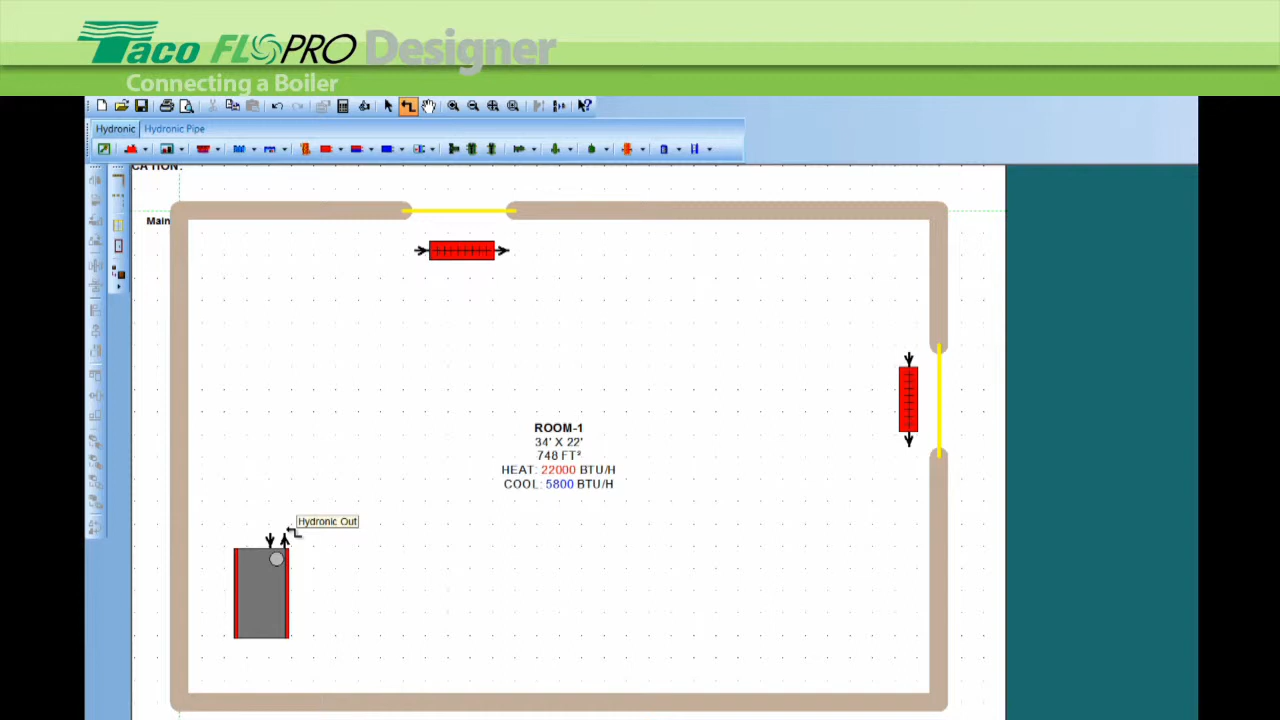 Taco FLOPRO Designer
Connecting a Boiler
Hydronic
Hydronic Pipe
CATION:
Main
ROOM-1
34' X 22'
748 FT²
HEAT: 22000 BTU/H
COOL: 5800 BTU/H
Hydronic Out